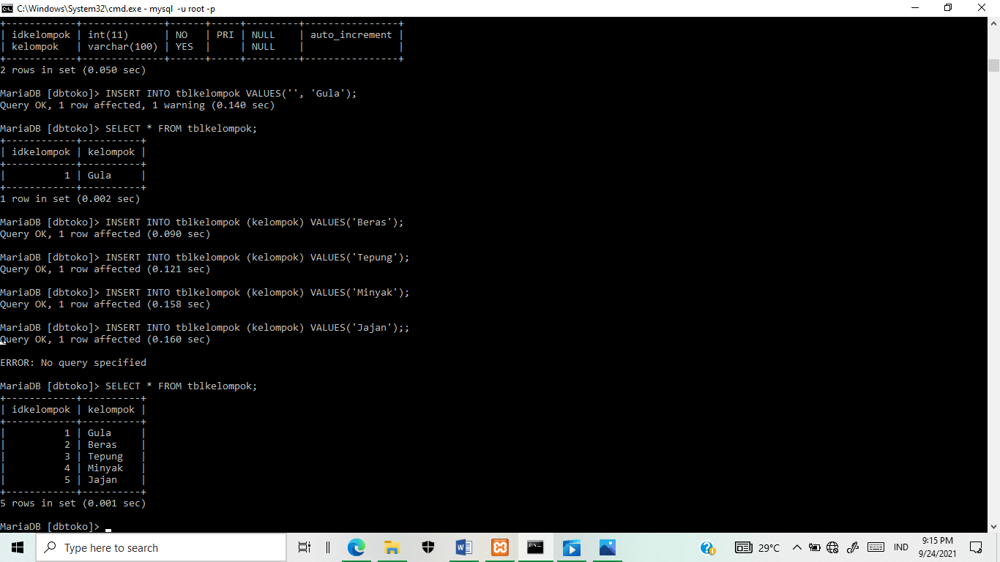 C:\Windows\System32\cmd.exe - mysql  -u root -p
+------------+--------------+------+-----+---------+----------------+
| idkelompok | int(11)      | NO   | PRI | NULL    | auto_increment |
| kelompok   | varchar(100) | YES  |     | NULL    |                |
+------------+--------------+------+-----+---------+----------------+
2 rows in set (0.050 sec)
MariaDB [dbtoko]> INSERT INTO tblkelompok VALUES('', 'Gula');
Query OK, 1 row affected, 1 warning (0.140 sec)
MariaDB [dbtoko]> SELECT * FROM tblkelompok;
+------------+----------+
| idkelompok | kelompok |
+------------+----------+
|          1 | Gula     |
+------------+----------+
1 row in set (0.002 sec)
MariaDB [dbtoko]> INSERT INTO tblkelompok (kelompok) VALUES('Beras');
Query OK, 1 row affected (0.090 sec)
MariaDB [dbtoko]> INSERT INTO tblkelompok (kelompok) VALUES('Tepung');
Query OK, 1 row affected (0.121 sec)
MariaDB [dbtoko]> INSERT INTO tblkelompok (kelompok) VALUES('Minyak');
Query OK, 1 row affected (0.158 sec)
MariaDB [dbtoko]> INSERT INTO tblkelompok (kelompok) VALUES('Jajan');;
Query OK, 1 row affected (0.160 sec)
ERROR: No query specified
MariaDB [dbtoko]> SELECT * FROM tblkelompok;
+------------+----------+
| idkelompok | kelompok |
+------------+----------+
|          1 | Gula     |
|          2 | Beras    |
|          3 | Tepung   |
|          4 | Minyak   |
|          5 | Jajan    |
+------------+----------+
5 rows in set (0.001 sec)
MariaDB [dbtoko]>
Type here to search
29°C
IND
9:15 PM
9/24/2021